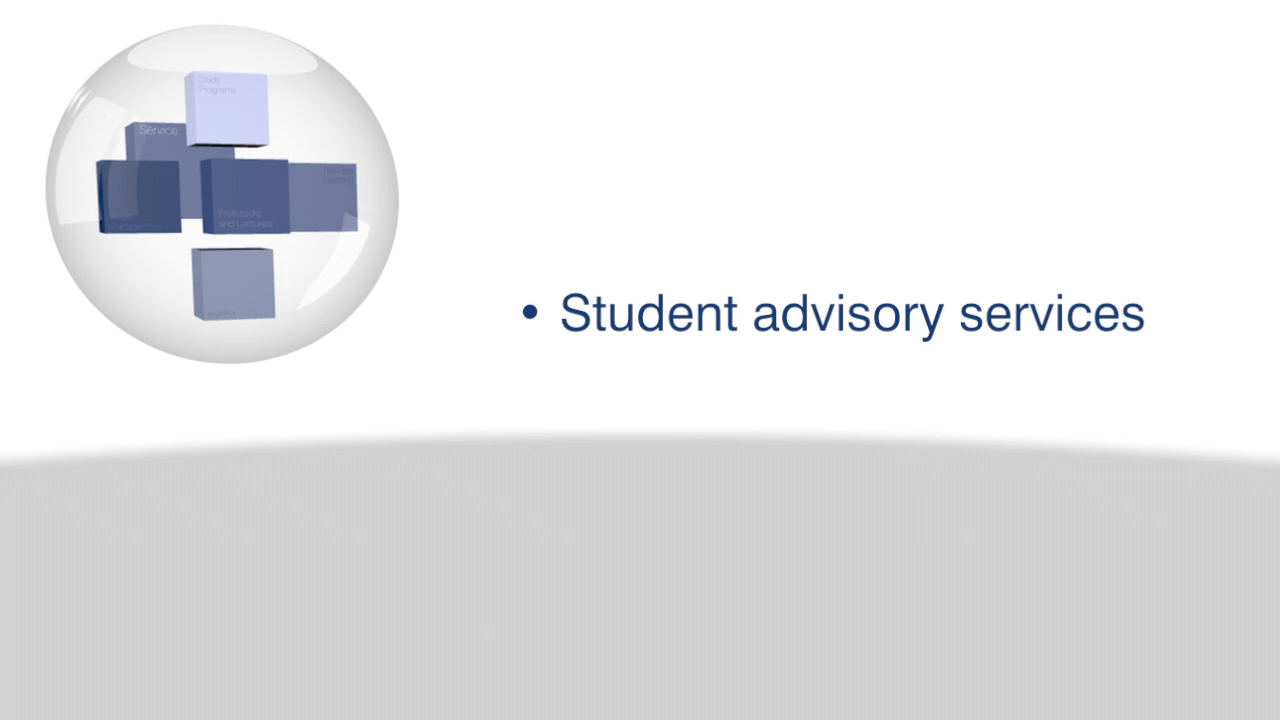 Study
Programs
Service
Professors
and Lectures
• Student advisory services